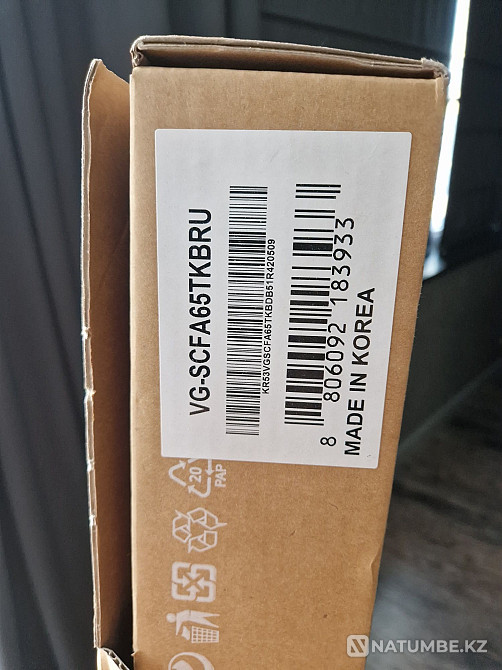 VG-SCFA65TKBRU
KR53VGSCFA65TKBDB51R420509
8 806092 183933
MADE IN KOREA
20
PAP
NATUMBE.KZ